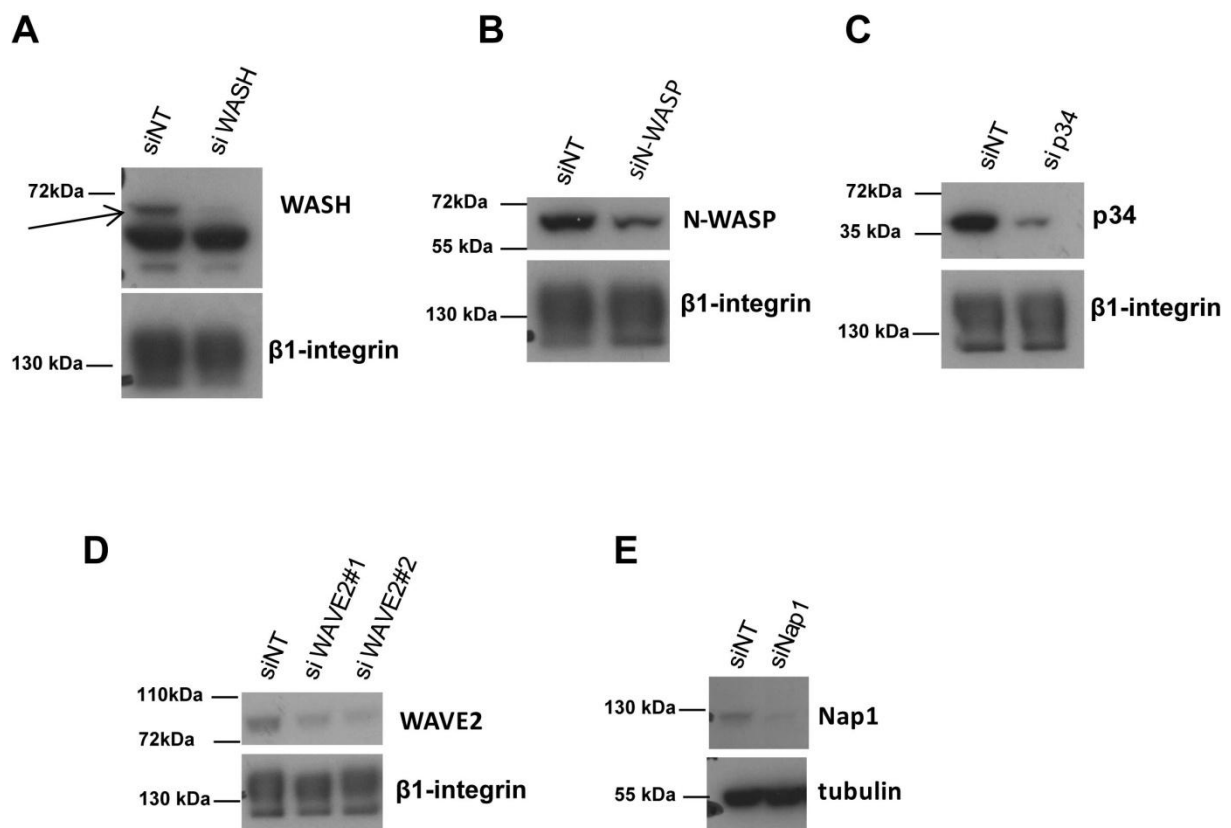 A
siNT
si WASH
72kDa
WASH
130 kDa
β1-integrin
B
siNT
siN-WASP
72kDa
N-WASP
55 kDa
130 kDa
β1-integrin
C
siNT
si p34
72 kDa
p34
35 kDa
130 kDa
β1-integrin
D
siNT
si WAVE2#1
si WAVE2#2
110kDa
WAVE2
72kDa
130 kDa
β1-integrin
E
siNT
siNap1
130 kDa
Nap1
55 kDa
tubulin